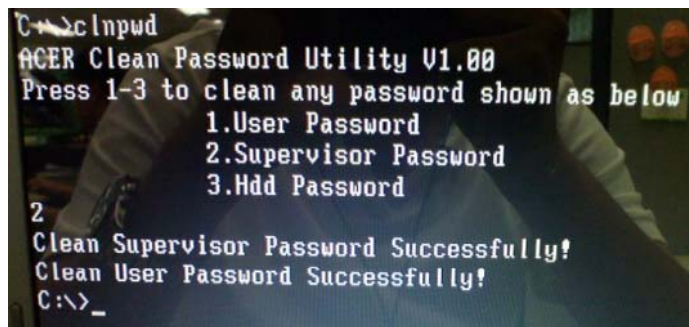 C:\>clnpwd
ACER Clean Password Utility V1.00
Press 1-3 to clean any password shown as below
1.User Password
2.Supervisor Password
3.Hdd Password
2
Clean Supervisor Password Successfully!
Clean User Password Successfully!
C:\>_